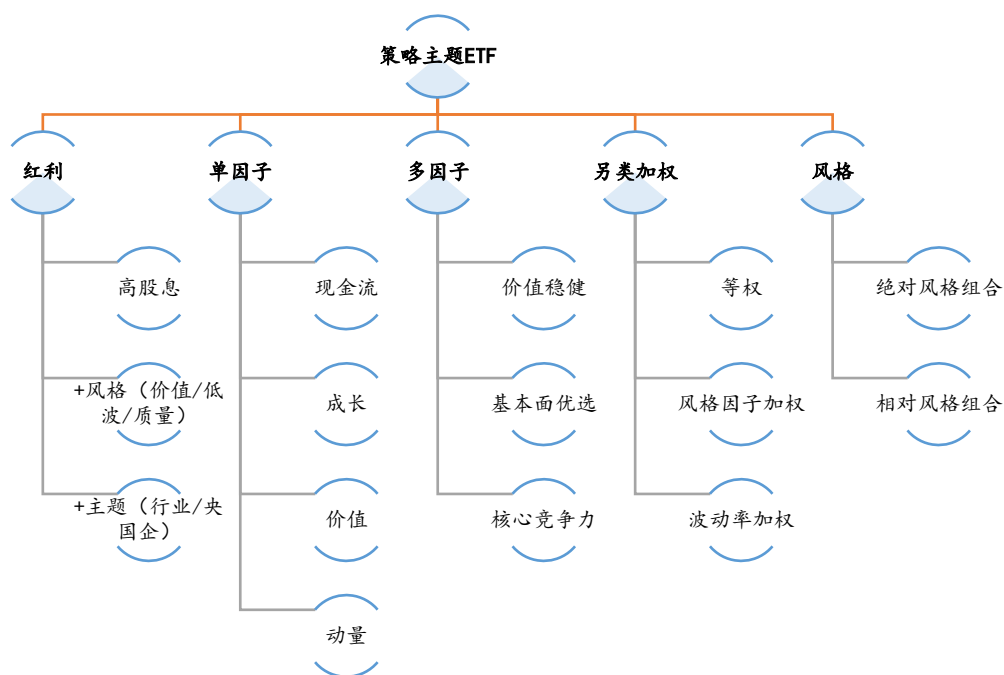 策略主题ETF
红利
单因子
多因子
另类加权
风格
高股息
现金流
价值稳健
等权
绝对风格组合
+风格（价值/低
波/质量）
成长
基本面优选
风格因子加权
相对风格组合
+主题（行业/央
国企）
价值
核心竞争力
波动率加权
动量